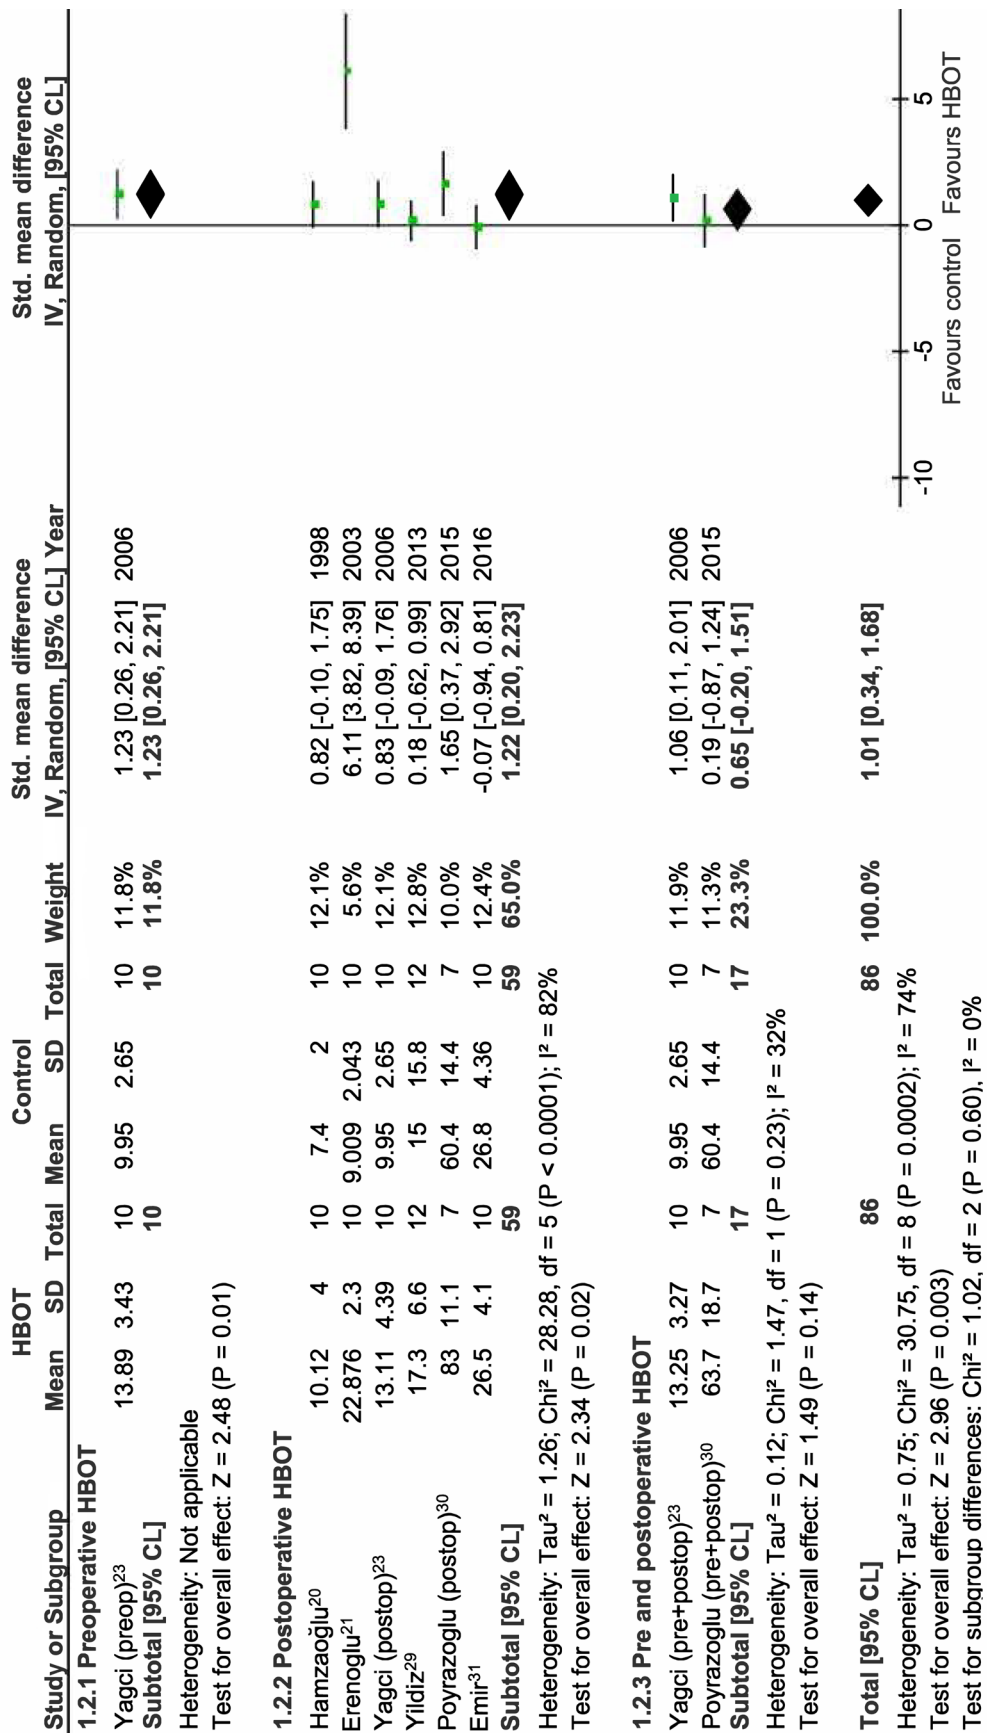 HBOT Control Std. mean difference Std. mean difference
Study or Subgroup Mean SD Total Mean SD Total Weight IV, Random, [95% CL] Year IV, Random, [95% CL]
1.2.1 Preoperative HBOT
Yagci (preop)²³ 13.89 3.43 10 9.95 2.65 10 11.8% 1.23 [0.26, 2.21] 2006
Subtotal [95% CL] 10 10 11.8% 1.23 [0.26, 2.21]
Heterogeneity: Not applicable
Test for overall effect: Z = 2.48 (P = 0.01)
1.2.2 Postoperative HBOT
Hamzaoğlu²⁰ 10.12 4 10 7.4 2 10 12.1% 0.82 [-0.10, 1.75] 1998
Erenoglu²¹ 22.876 2.3 10 9.009 2.043 10 5.6% 6.11 [3.82, 8.39] 2003
Yagci (postop)²³ 13.11 4.39 10 9.95 2.65 10 12.1% 0.83 [-0.09, 1.76] 2006
Yildiz²⁹ 17.3 6.6 12 15 15.8 12 12.8% 0.18 [-0.62, 0.99] 2013
Poyrazoglu (postop)³⁰ 83 11.1 7 60.4 14.4 7 10.0% 1.65 [0.37, 2.92] 2015
Emir³¹ 26.5 4.1 10 26.8 4.36 10 12.4% -0.07 [-0.94, 0.81] 2016
Subtotal [95% CL] 59 59 65.0% 1.22 [0.20, 2.23]
Heterogeneity: Tau² = 1.26; Chi² = 28.28, df = 5 (P < 0.0001); I² = 82%
Test for overall effect: Z = 2.34 (P = 0.02)
1.2.3 Pre and postoperative HBOT
Yagci (pre+postop)²³ 13.25 3.27 10 9.95 2.65 10 11.9% 1.06 [0.11, 2.01] 2006
Poyrazoglu (pre+postop)³⁰ 63.7 18.7 7 60.4 14.4 7 11.3% 0.19 [-0.87, 1.24] 2015
Subtotal [95% CL] 17 17 23.3% 0.65 [-0.20, 1.51]
Heterogeneity: Tau² = 0.12; Chi² = 1.47, df = 1 (P = 0.23); I² = 32%
Test for overall effect: Z = 1.49 (P = 0.14)
Total [95% CL] 86 86 100.0% 1.01 [0.34, 1.68]
Heterogeneity: Tau² = 0.75; Chi² = 30.75, df = 8 (P = 0.0002); I² = 74%
Test for overall effect: Z = 2.96 (P = 0.003)
Test for subgroup differences: Chi² = 1.02, df = 2 (P = 0.60), I² = 0%
-10 -5 0 5
Favours control Favours HBOT